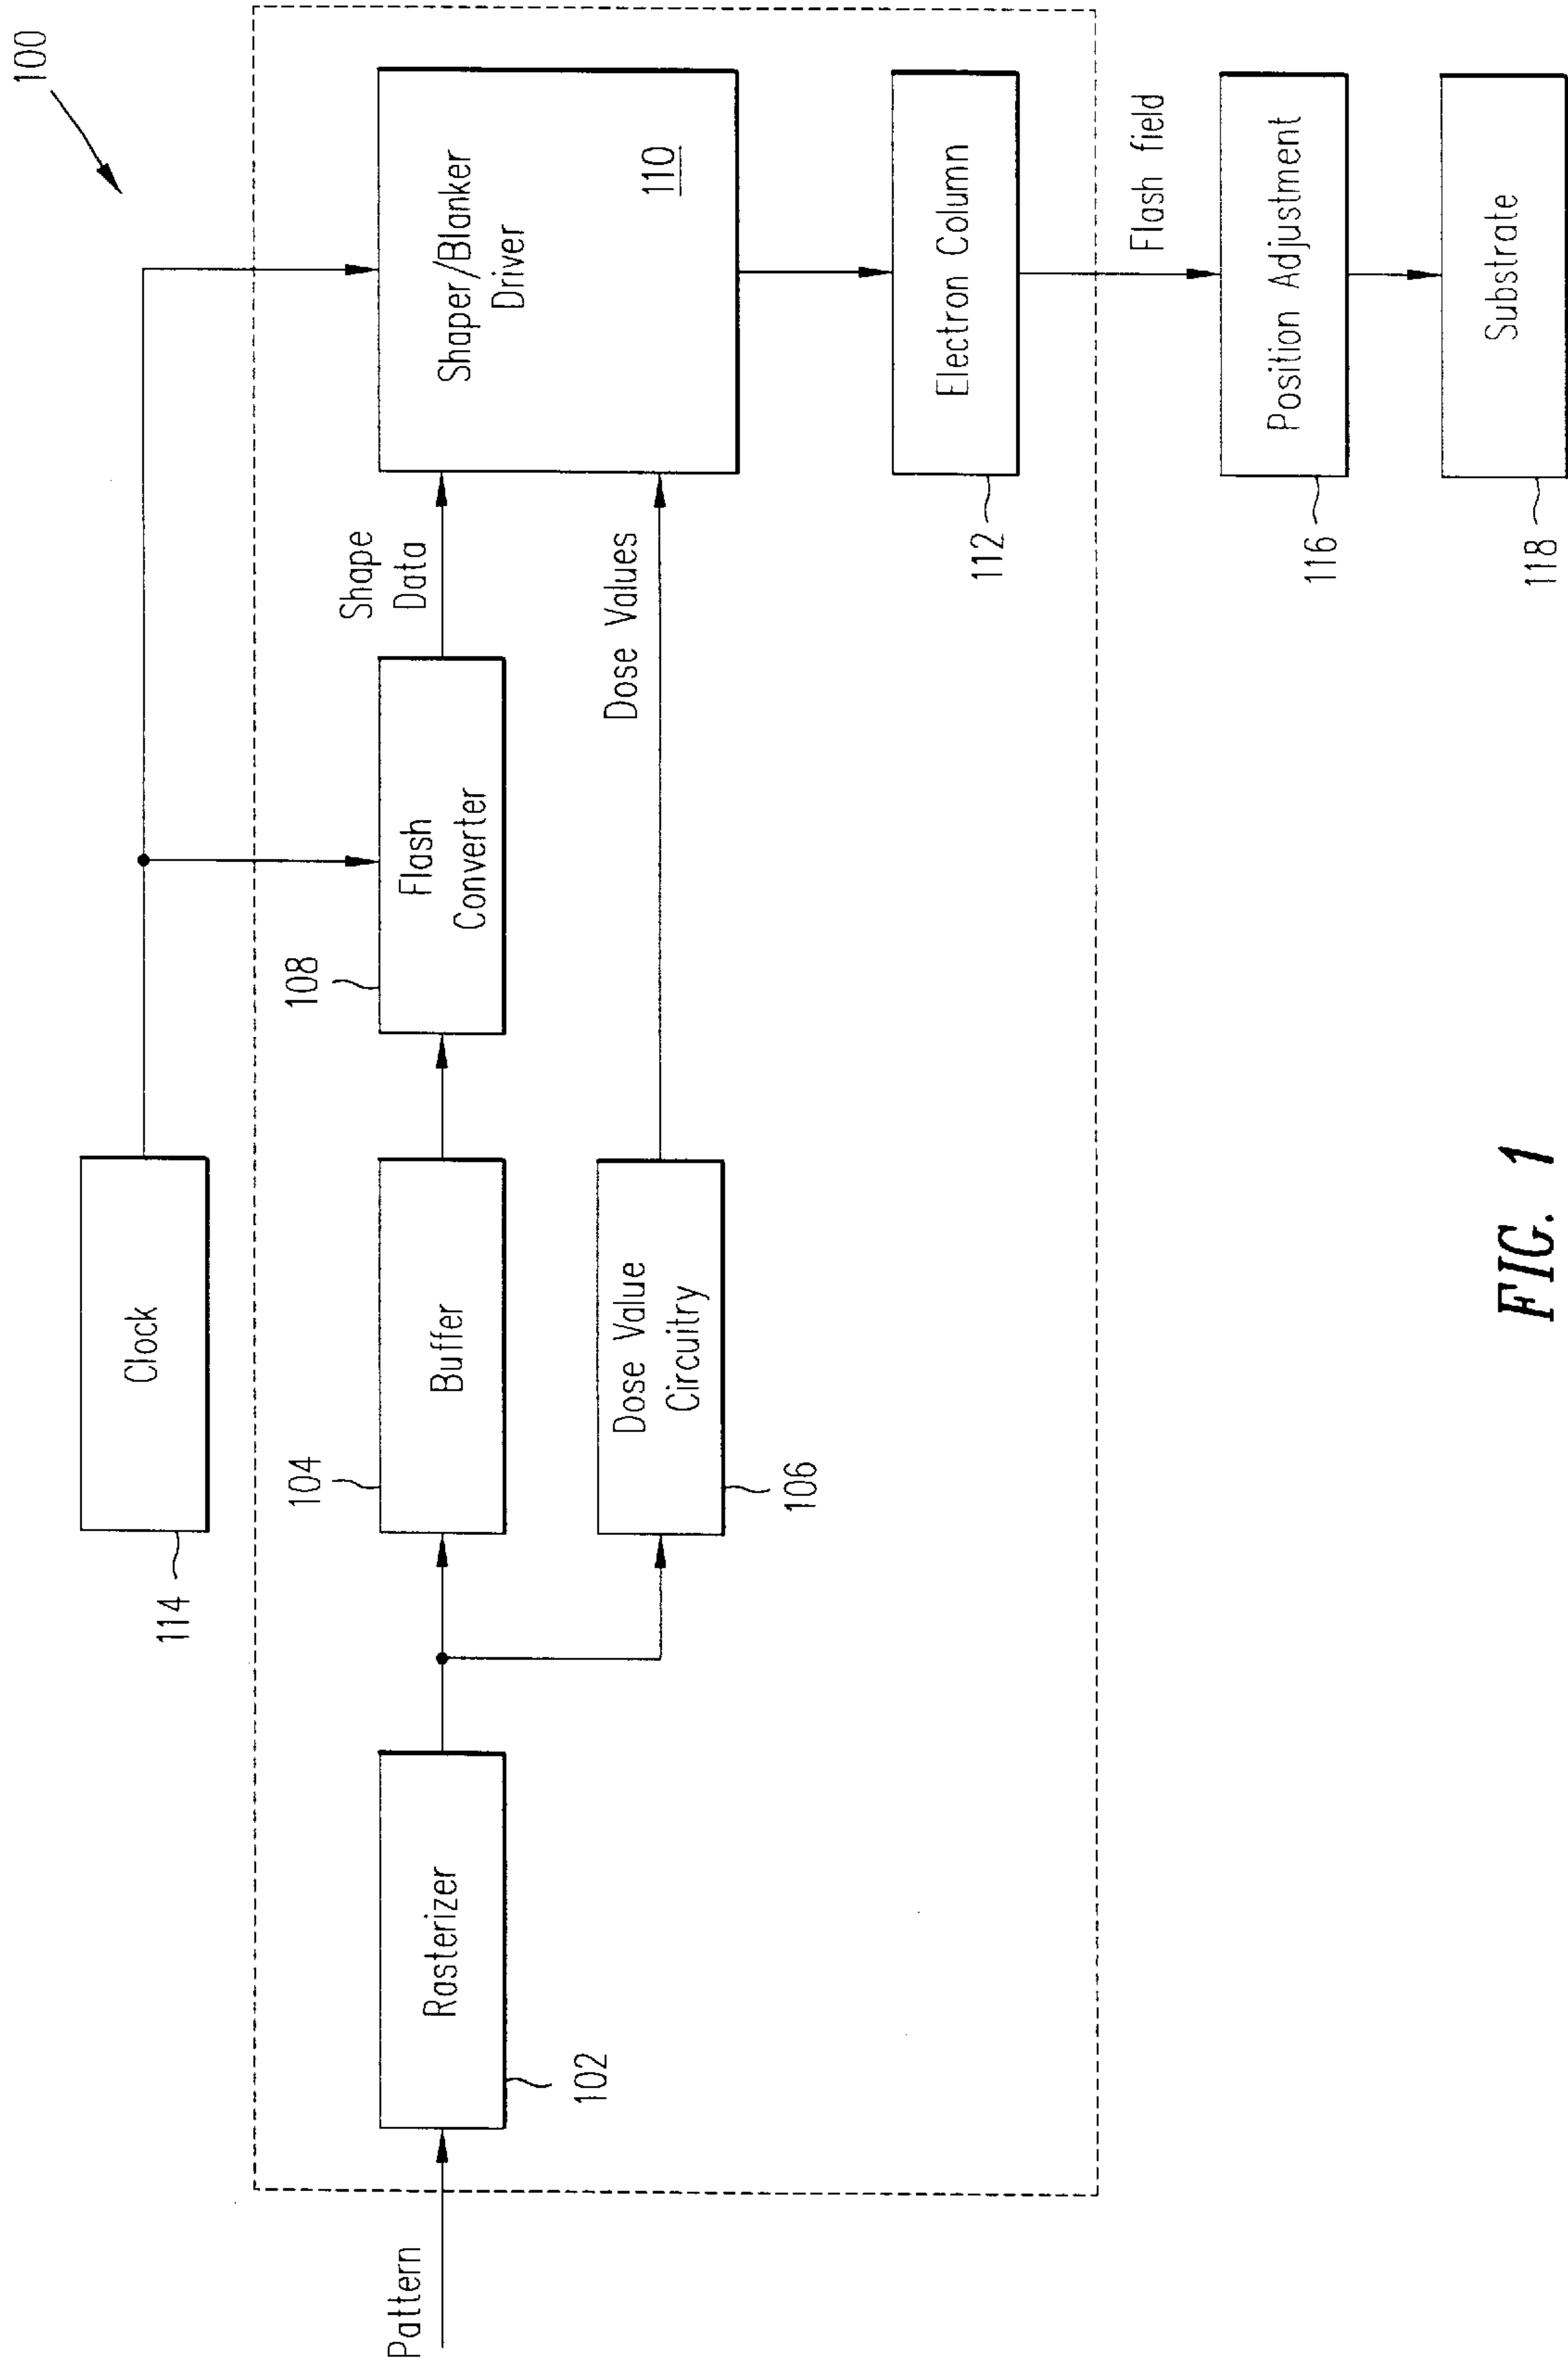 100
Clock
114
Pattern
Rasterizer
102
Buffer
104
Dose Value
Circuitry
106
Flash
Converter
108
Shape
Data
Dose Values
Shaper/Blanker
Driver
110
Electron Column
112
Flash field
Position Adjustment
116
Substrate
118
FIG. 1